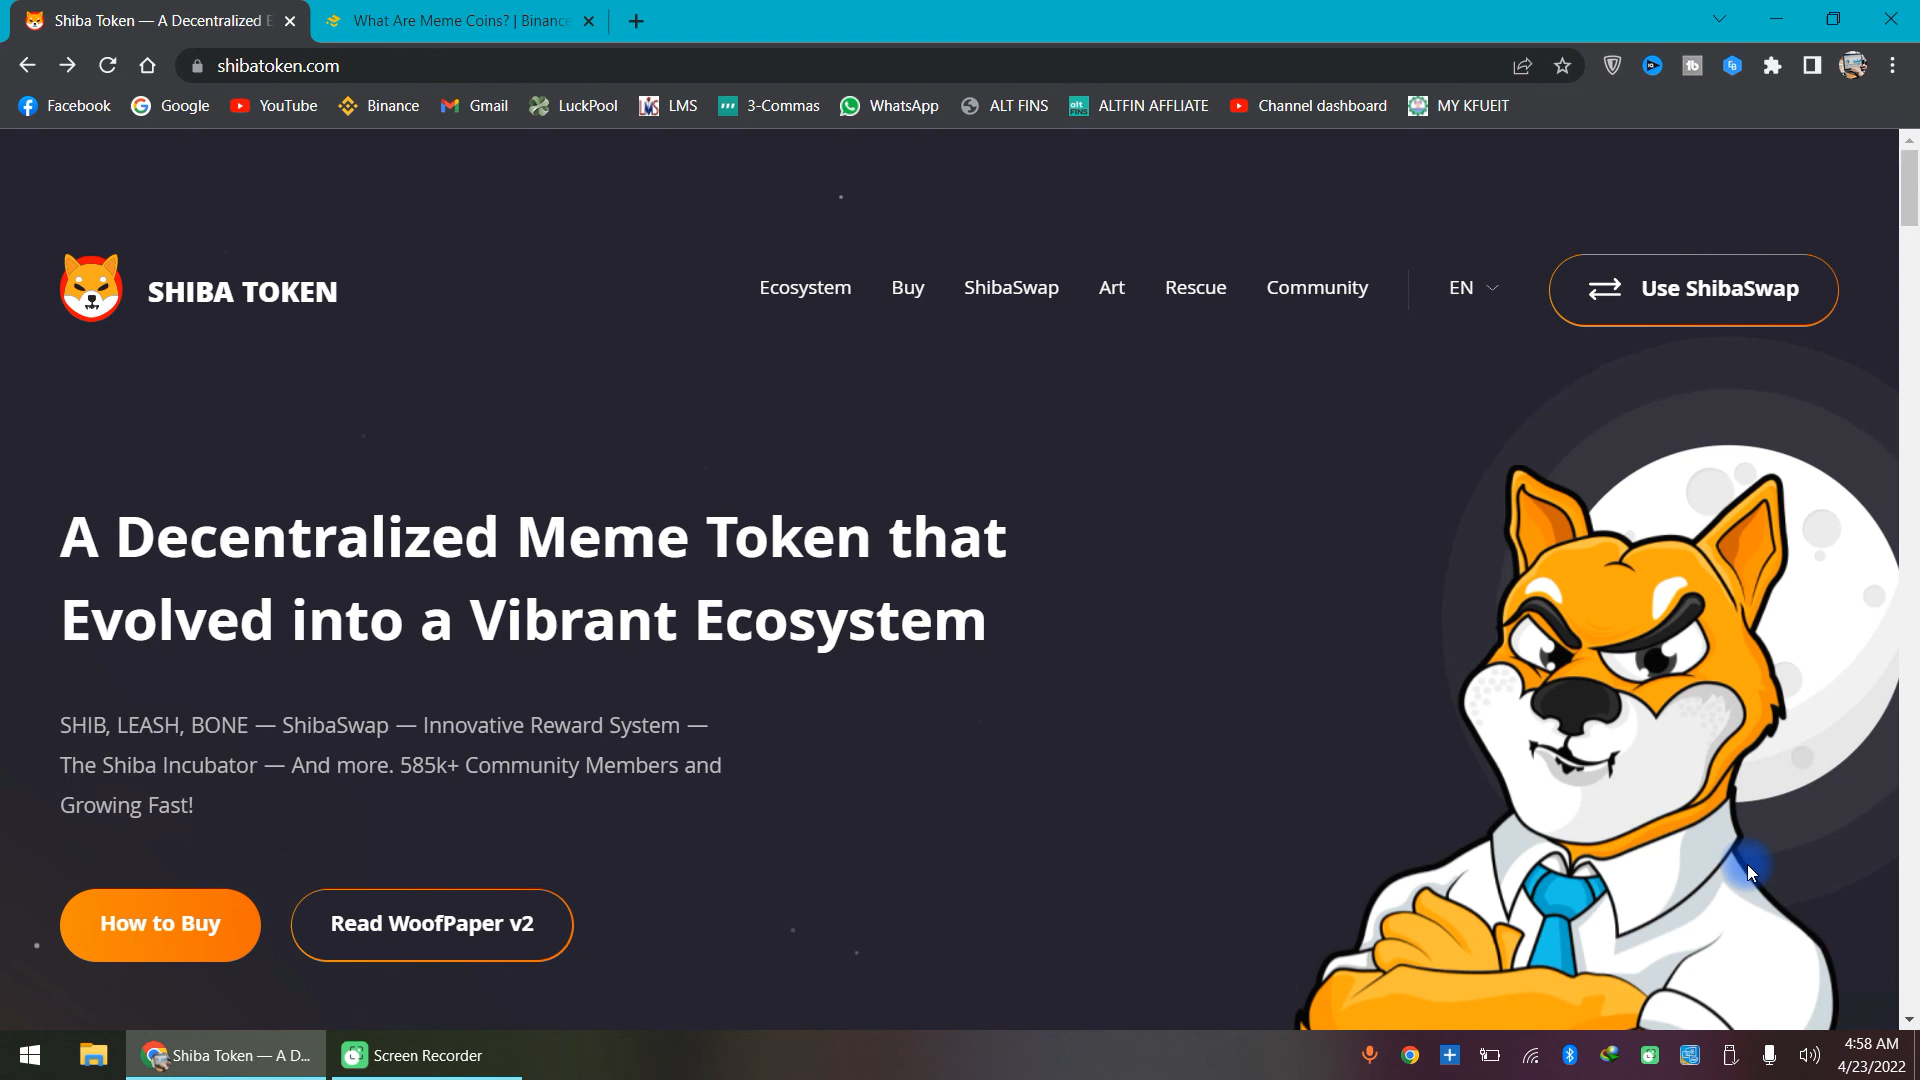 Shiba Token — A Decentralized E
What Are Meme Coins? | Binance
shibatoken.com
Facebook
Google
YouTube
Binance
Gmail
LuckPool
LMS
3-Commas
WhatsApp
ALT FINS
ALTFIN AFFLIATE
Channel dashboard
MY KFUEIT
SHIBA TOKEN
Ecosystem
Buy
ShibaSwap
Art
Rescue
Community
EN
Use ShibaSwap
A Decentralized Meme Token that
Evolved into a Vibrant Ecosystem
SHIB, LEASH, BONE — ShibaSwap — Innovative Reward System —
The Shiba Incubator — And more. 585k+ Community Members and
Growing Fast!
How to Buy
Read WoofPaper v2
Shiba Token — A D...
Screen Recorder
4:58 AM
4/23/2022